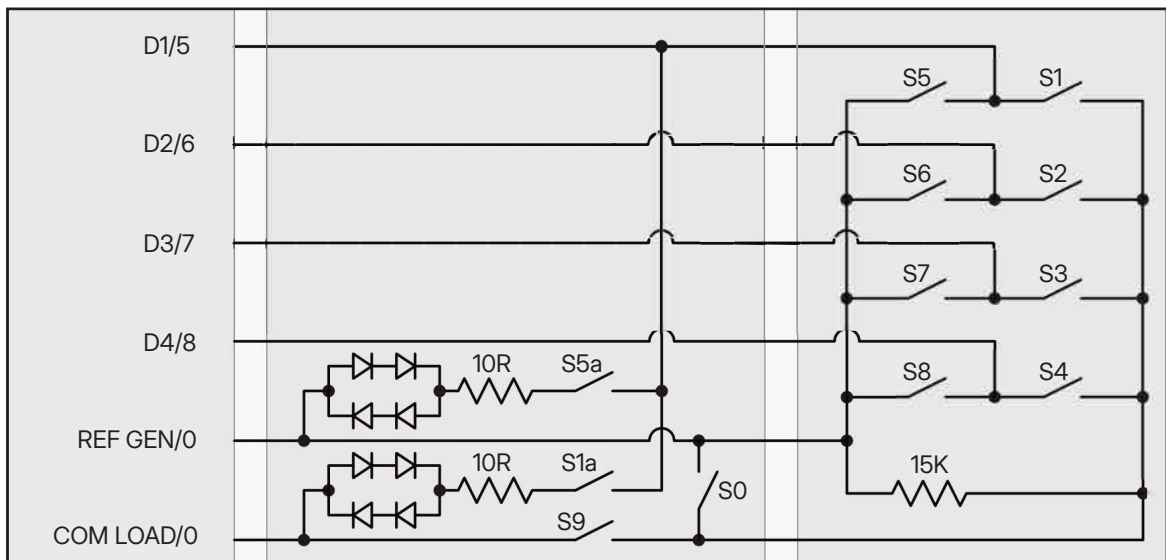 D1/5
S5 S1
D2/6
S6 S2
D3/7
S7 S3
D4/8
10R S5a S8 S4
REF GEN/0
10R S1a S0 15K
S9
COM LOAD/0